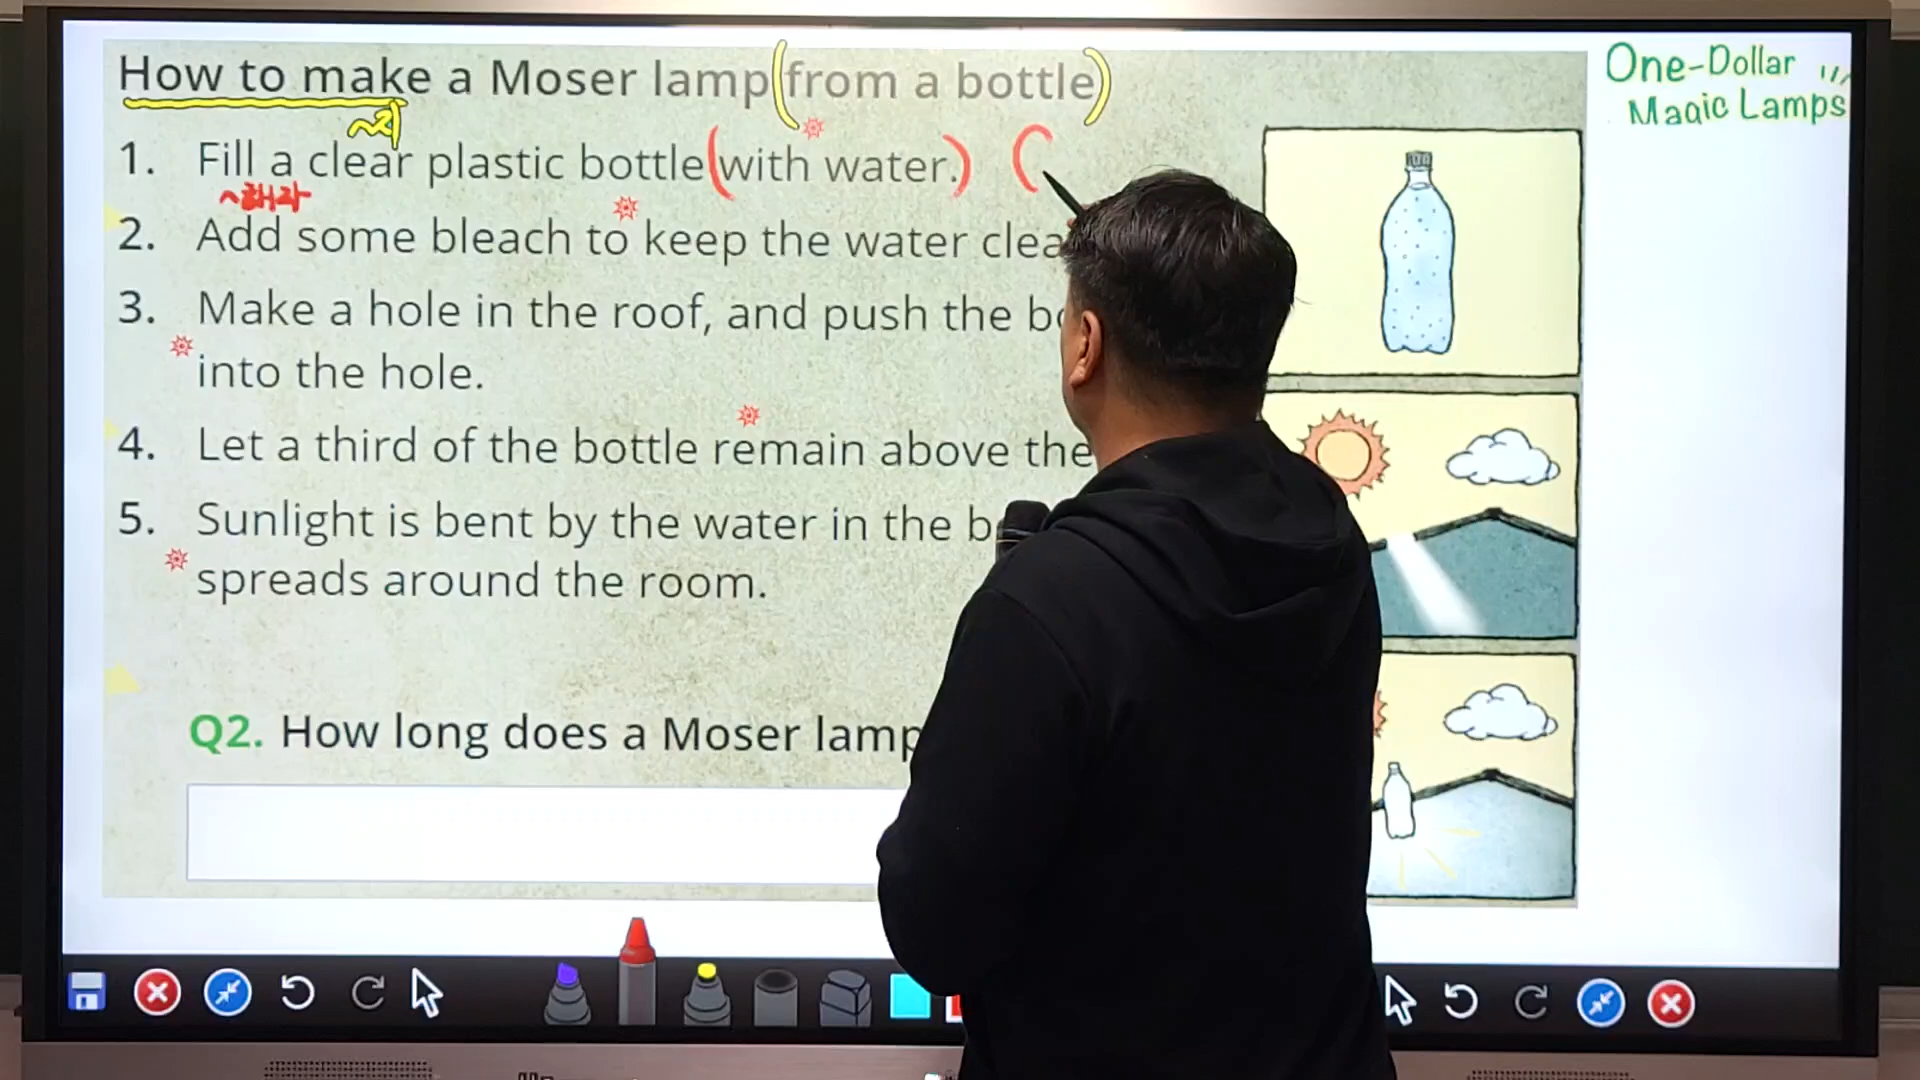 How to make a Moser lamp (from a bottle)
One-Dollar
Magic Lamps
1. Fill a clear plastic bottle (with water.) (
~해라
2. Add some bleach to keep the water clea
3. Make a hole in the roof, and push the bo
into the hole.
4. Let a third of the bottle remain above the
5. Sunlight is bent by the water in the b
spreads around the room.
Q2. How long does a Moser lamp